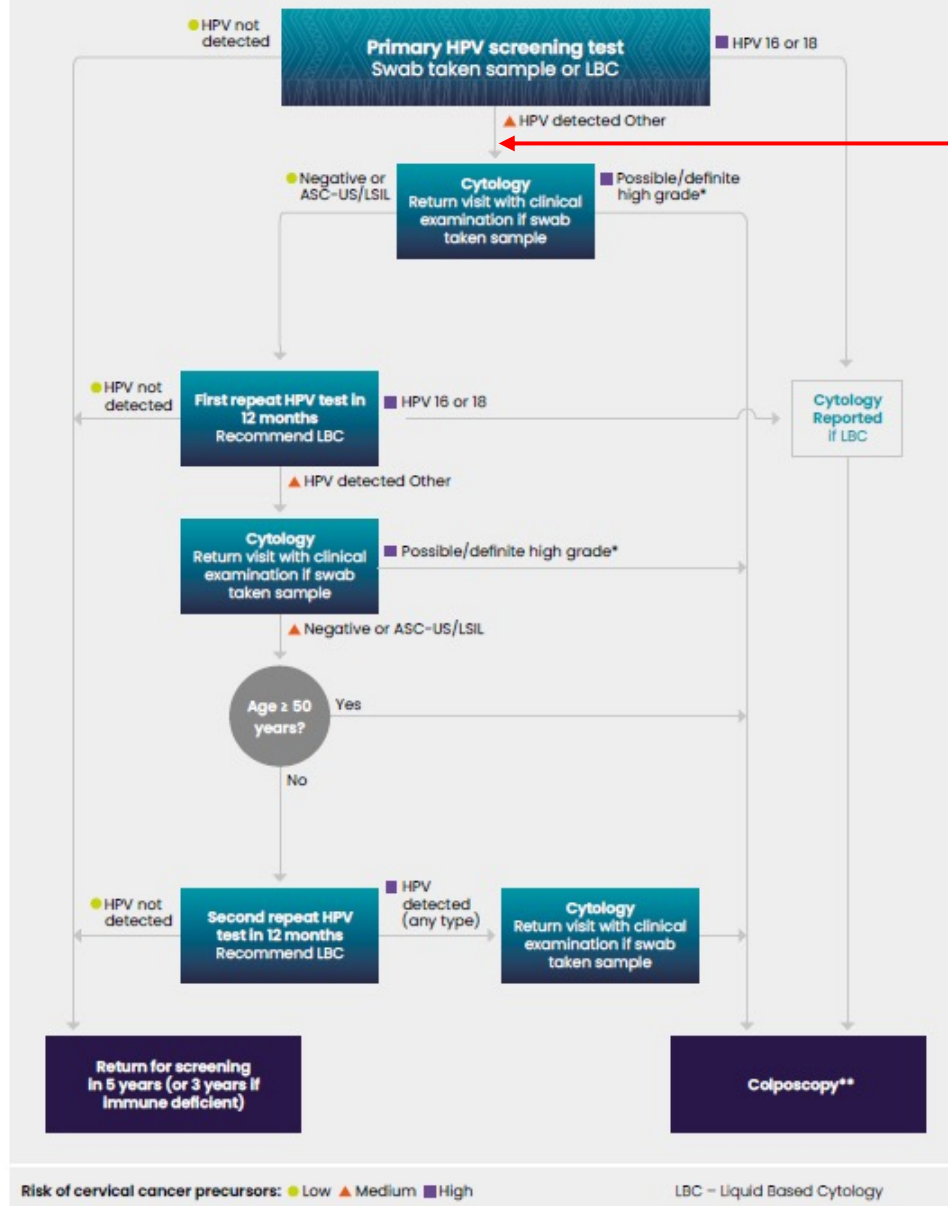 HPV not
detected
Primary HPV screening test
Swab taken sample or LBC
HPV 16 or 18
HPV detected Other
Negative or
ASC-US/LSIL
Cytology
Return visit with clinical
examination if swab
taken sample
Possible/definite
high grade*
HPV not
detected
First repeat HPV test in
12 months
Recommend LBC
HPV 16 or 18
Cytology
Reported
if LBC
HPV detected Other
Cytology
Return visit with clinical
examination if swab
taken sample
Possible/definite high grade*
Negative or ASC-US/LSIL
Age ≥ 50
years?
Yes
No
HPV not
detected
Second repeat HPV
test in 12 months
Recommend LBC
HPV
detected
(any type)
Cytology
Return visit with clinical
examination if swab
taken sample
Return for screening
in 5 years (or 3 years if
immune deficient)
Colposcopy**
Risk of cervical cancer precursors: Low Medium High
LBC – Liquid Based Cytology